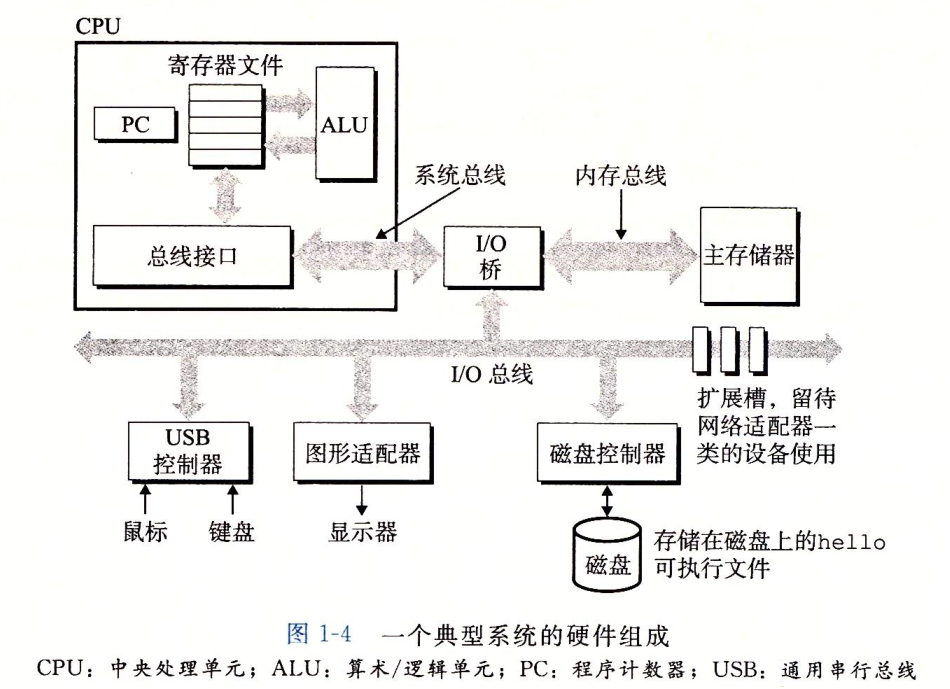 CPU
寄存器文件
PC
ALU
系统总线
内存总线
总线接口
I/O
桥
主存储器
I/O 总线
扩展槽，留待
网络适配器一
类的设备使用
USB
控制器
图形适配器
磁盘控制器
鼠标
键盘
显示器
磁盘
存储在磁盘上的hello
可执行文件
图 1-4 一个典型系统的硬件组成
CPU：中央处理单元；ALU：算术/逻辑单元；PC：程序计数器；USB：通用串行总线